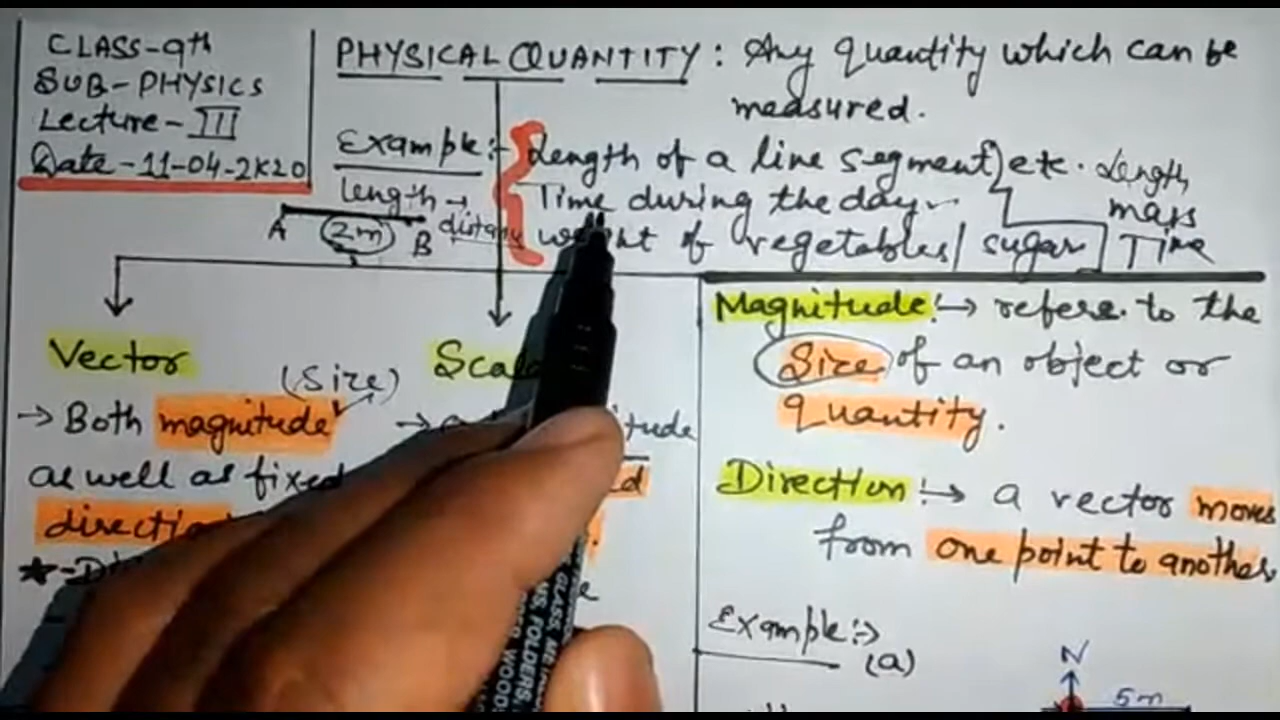 CLASS-9th
SUB-PHYSICS
Lecture-III
Date-11-04-2K20
PHYSICAL QUANTITY: Any quantity which can be
measured.
Example:- Length of a line segment, etc.
Time during the day
of vegetables/ sugar
Length
mass
Time
length →
A 2m B
Vector
(Size)
→ Both magnitude
as well as fixed
direction
Magnitude:→ refers to the
Size of an object or
quantity.
Direction:→ a vector moves
from one point to another
Example:→
(a)
N
5m